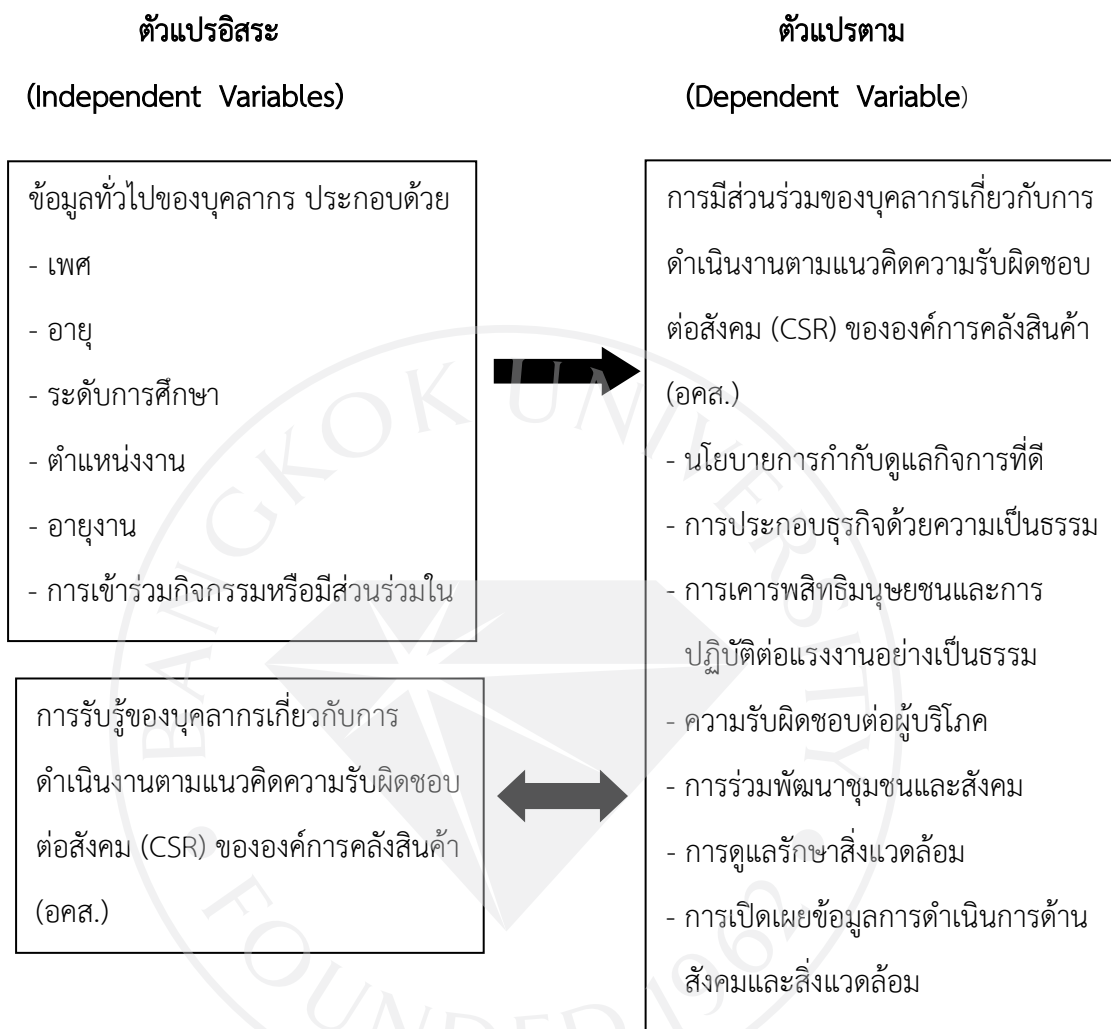 ตัวแปรอิสระ
(Independent Variables)
ข้อมูลทั่วไปของบุคลากร ประกอบด้วย
- เพศ
- อายุ
- ระดับการศึกษา
- ตำแหน่งงาน
- อายุงาน
- การเข้าร่วมกิจกรรมหรือมีส่วนร่วมใน
การรับรู้ของบุคลากรเกี่ยวกับการ
ดำเนินงานตามแนวคิดความรับผิดชอบ
ต่อสังคม (CSR) ขององค์การคลังสินค้า
(อคส.)
ตัวแปรตาม
(Dependent Variable)
การมีส่วนร่วมของบุคลากรเกี่ยวกับการ
ดำเนินงานตามแนวคิดความรับผิดชอบ
ต่อสังคม (CSR) ขององค์การคลังสินค้า
(อคส.)
- นโยบายการกำกับดูแลกิจการที่ดี
- การประกอบธุรกิจด้วยความเป็นธรรม
- การเคารพสิทธิมนุษยชนและการ
ปฏิบัติต่อแรงงานอย่างเป็นธรรม
- ความรับผิดชอบต่อผู้บริโภค
- การร่วมพัฒนาชุมชนและสังคม
- การดูแลรักษาสิ่งแวดล้อม
- การเปิดเผยข้อมูลการดำเนินการด้าน
สังคมและสิ่งแวดล้อม
BANGKOK UNIVERSITY
FOUNDED 1962